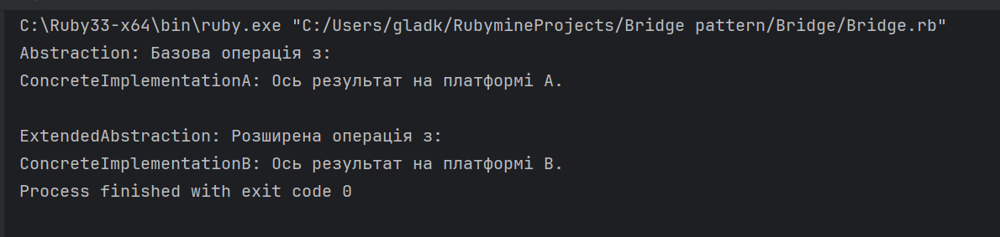 C:\Ruby33-x64\bin\ruby.exe "C:/Users/gladk/RubymineProjects/Bridge pattern/Bridge/Bridge.rb"
Abstraction: Базова операція з:
ConcreteImplementationA: Ось результат на платформі A.
ExtendedAbstraction: Розширена операція з:
ConcreteImplementationB: Ось результат на платформі B.
Process finished with exit code 0